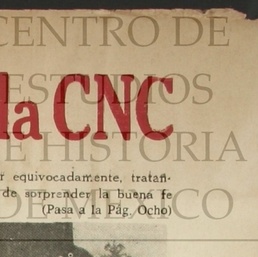 CENTRO DE
ESTUDIOS
la CNC
DE HISTORIA
r equivocadamente, tratan-
de sorprender la buena fe
DE MÉXICO
(Pasa a la Pág. Ocho)